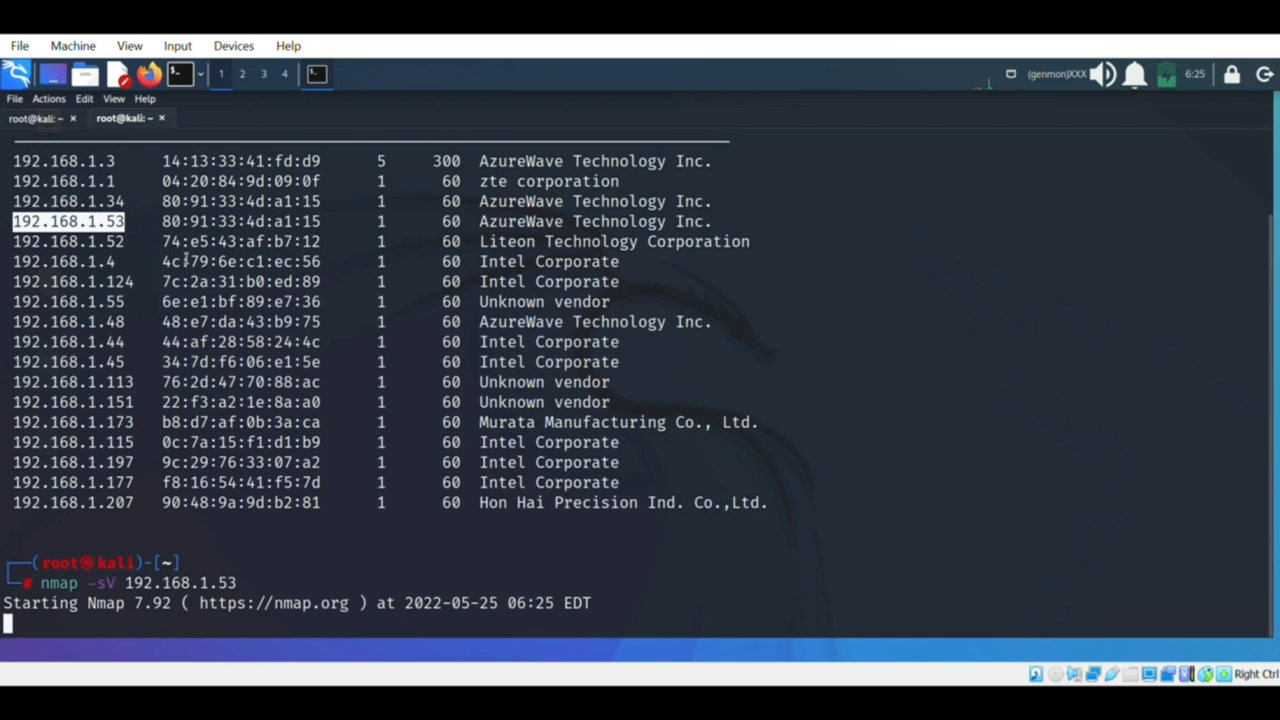 File Machine View Input Devices Help
1 2 3 4 (genmon)XXX 6:25
File Actions Edit View Help
root@kali: ~ × root@kali: ~ ×
192.168.1.3 14:13:33:41:fd:d9 5 300 AzureWave Technology Inc.
192.168.1.1 04:20:84:9d:09:0f 1 60 zte corporation
192.168.1.34 80:91:33:4d:a1:15 1 60 AzureWave Technology Inc.
192.168.1.53 80:91:33:4d:a1:15 1 60 AzureWave Technology Inc.
192.168.1.52 74:e5:43:af:b7:12 1 60 Liteon Technology Corporation
192.168.1.4 4c:79:6e:c1:ec:56 1 60 Intel Corporate
192.168.1.124 7c:2a:31:b0:ed:89 1 60 Intel Corporate
192.168.1.55 6e:e1:bf:89:e7:36 1 60 Unknown vendor
192.168.1.48 48:e7:da:43:b9:75 1 60 AzureWave Technology Inc.
192.168.1.44 44:af:28:58:24:4c 1 60 Intel Corporate
192.168.1.45 34:7d:f6:06:e1:5e 1 60 Intel Corporate
192.168.1.113 76:2d:47:70:88:ac 1 60 Unknown vendor
192.168.1.151 22:f3:a2:1e:8a:a0 1 60 Unknown vendor
192.168.1.173 b8:d7:af:0b:3a:ca 1 60 Murata Manufacturing Co., Ltd.
192.168.1.115 0c:7a:15:f1:d1:b9 1 60 Intel Corporate
192.168.1.197 9c:29:76:33:07:a2 1 60 Intel Corporate
192.168.1.177 f8:16:54:41:f5:7d 1 60 Intel Corporate
192.168.1.207 90:48:9a:9d:b2:81 1 60 Hon Hai Precision Ind. Co.,Ltd.
┌──(root㉿kali)-[~]
└─# nmap -sV 192.168.1.53
Starting Nmap 7.92 ( https://nmap.org ) at 2022-05-25 06:25 EDT
Right Ctrl